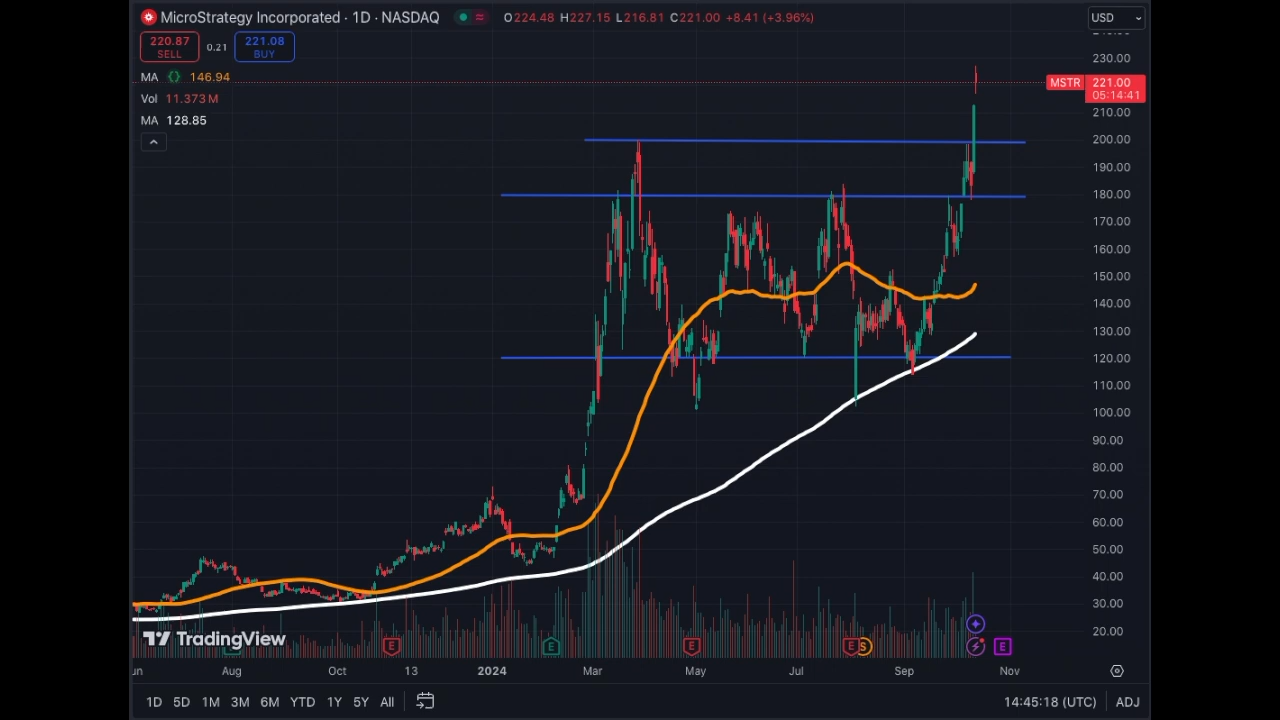 MicroStrategy Incorporated · 1D · NASDAQ O224.48 H227.15 L216.81 C221.00 +8.41 (+3.96%) USD
220.87 SELL 0.21 221.08 BUY
MA 146.94
Vol 11.373M
MA 128.85
230.00
MSTR 221.00
05:14:41
210.00
200.00
190.00
180.00
170.00
160.00
150.00
140.00
130.00
120.00
110.00
100.00
90.00
80.00
70.00
60.00
50.00
40.00
30.00
20.00
TradingView
E E E E S E
un Aug Oct 13 2024 Mar May Jul Sep Nov
1D 5D 1M 3M 6M YTD 1Y 5Y All 14:45:18 (UTC) ADJ